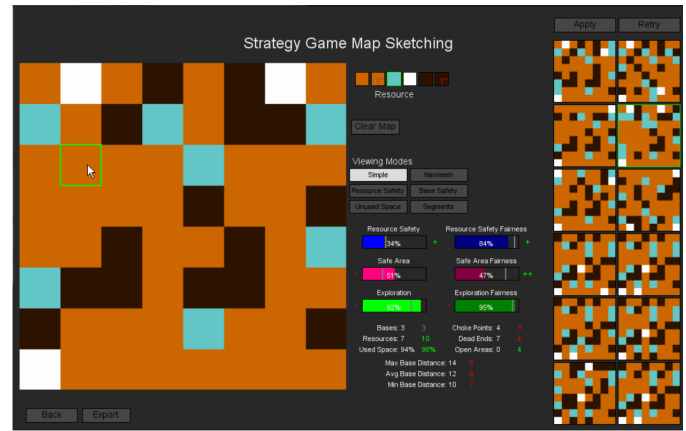 Apply Retry
Strategy Game Map Sketching
Resource
Clear Map
Viewing Modes
Simple Navmesh
Resource Safety Base Safety
Unused Space Segments
Resource Safety Resource Safety Fairness
34% + 84% +
Safe Area Safe Area Fairness
51% 47% ++
Exploration Exploration Fairness
92% 95%
Bases: 3 3 Choke Points: 4 3
Resources: 7 10 Dead Ends: 7
Used Space: 94% 96% Open Areas: 0 4
Max Base Distance: 14
Avg Base Distance: 12
Min Base Distance: 10
Back Export